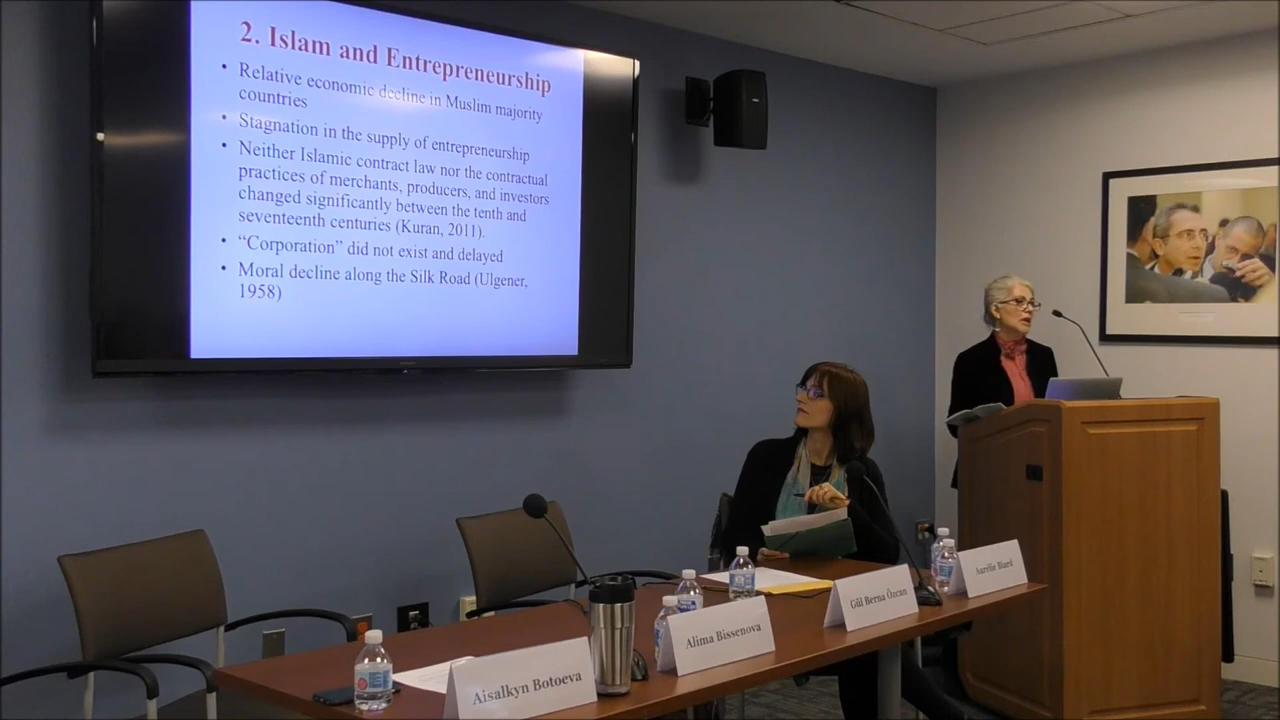 2. Islam and Entrepreneurship
• Relative economic decline in Muslim majority
countries
• Stagnation in the supply of entrepreneurship
• Neither Islamic contract law nor the contractual
practices of merchants, producers, and investors
changed significantly between the tenth and
seventeenth centuries (Kuran, 2011).
• “Corporation” did not exist and delayed
• Moral decline along the Silk Road (Ulgener,
1958)
Aisalkyn Botoeva
Alima Bissenova
Gül Berna Özcan
Aurélie Biard